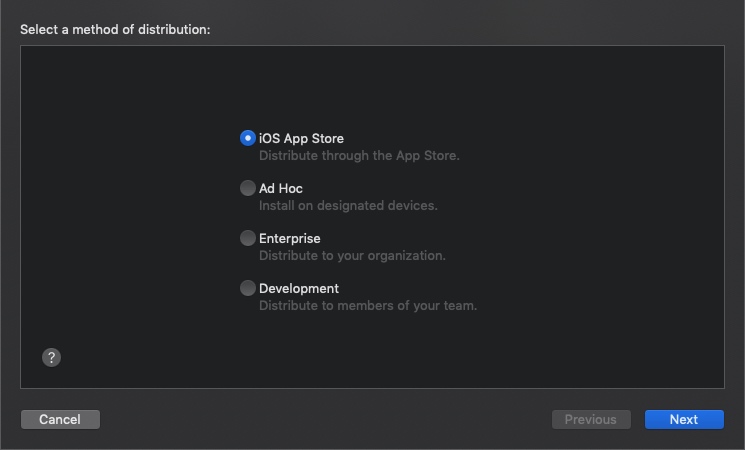 Select a method of distribution:
iOS App Store
Distribute through the App Store.
Ad Hoc
Install on designated devices.
Enterprise
Distribute to your organization.
Development
Distribute to members of your team.
?
Cancel
Previous
Next